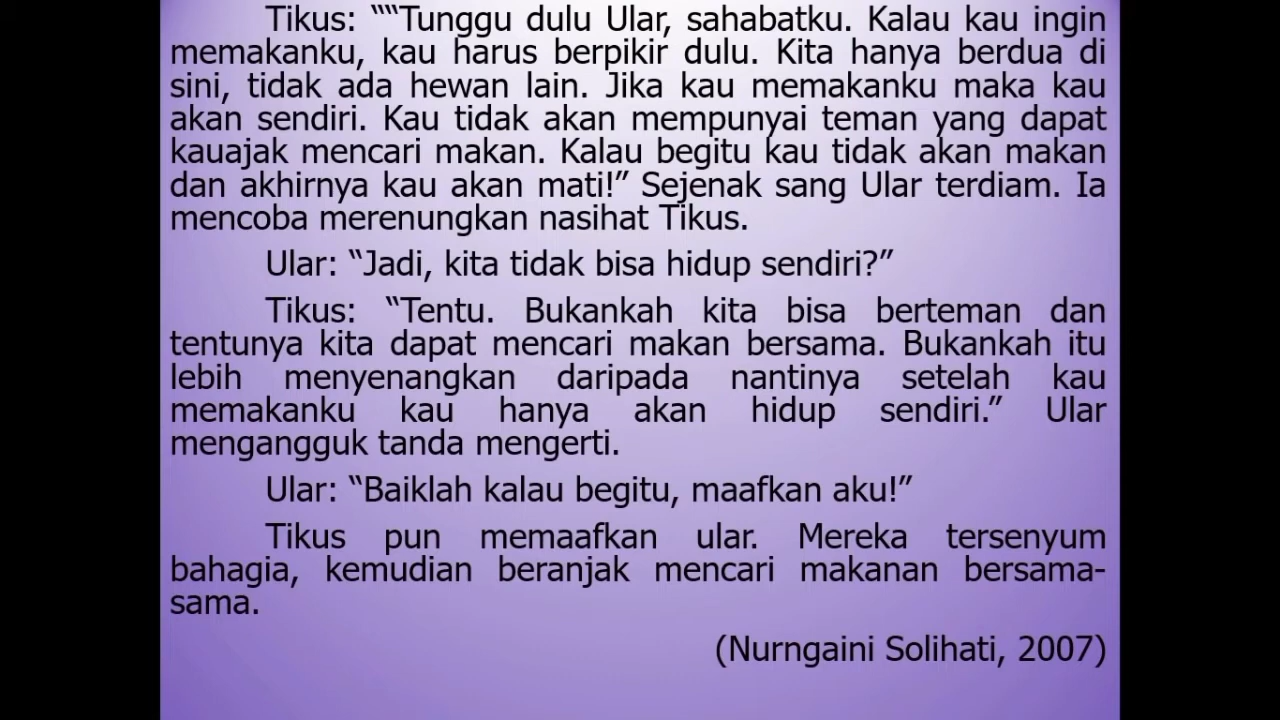 Tikus: ““Tunggu dulu Ular, sahabatku. Kalau kau ingin
memakanku, kau harus berpikir dulu. Kita hanya berdua di
sini, tidak ada hewan lain. Jika kau memakanku maka kau
akan sendiri. Kau tidak akan mempunyai teman yang dapat
kauajak mencari makan. Kalau begitu kau tidak akan makan
dan akhirnya kau akan mati!” Sejenak sang Ular terdiam. Ia
mencoba merenungkan nasihat Tikus.
Ular: “Jadi, kita tidak bisa hidup sendiri?”
Tikus: “Tentu. Bukankah kita bisa berteman dan
tentunya kita dapat mencari makan bersama. Bukankah itu
lebih menyenangkan daripada nantinya setelah kau
memakanku kau hanya akan hidup sendiri.” Ular
mengangguk tanda mengerti.
Ular: “Baiklah kalau begitu, maafkan aku!”
Tikus pun memaafkan ular. Mereka tersenyum
bahagia, kemudian beranjak mencari makanan bersama-
sama.
(Nurngaini Solihati, 2007)